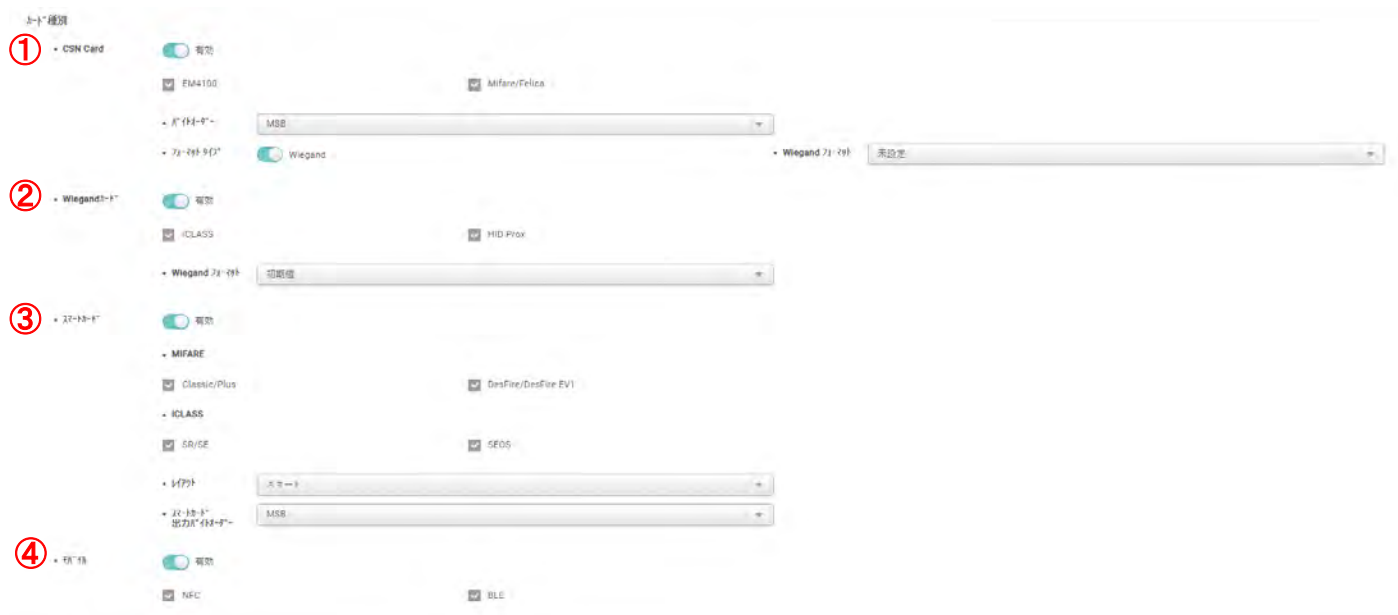 ｶｰﾄﾞ種別
① • CSN Card 有効
EM4100 Mifare/Felica
• ﾊﾞｲﾄｵｰﾀﾞｰ MSB
• ﾌｫｰﾏｯﾄ ﾀｲﾌﾟ Wiegand • Wiegand ﾌｫｰﾏｯﾄ 未設定
② • Wiegandｶｰﾄﾞ 有効
iCLASS HID Prox
• Wiegand ﾌｫｰﾏｯﾄ 初期値
③ • ｽﾏｰﾄｶｰﾄﾞ 有効
• MIFARE
Classic/Plus DesFire/DesFire EV1
• ICLASS
SR/SE SEOS
• ﾚｲｱｳﾄ スマート
• ｽﾏｰﾄｶｰﾄﾞ MSB
出力ﾊﾞｲﾄｵｰﾀﾞｰ
④ • ﾓﾊﾞｲﾙ 有効
NFC BLE